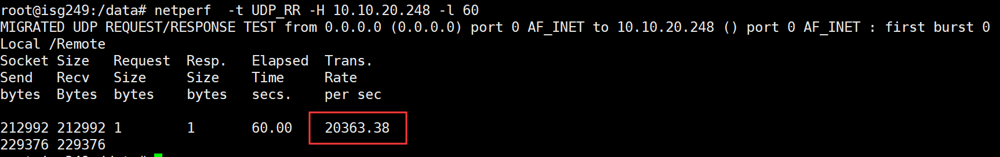 root@isg249:/data# netperf  -t UDP_RR -H 10.10.20.248 -l 60
MIGRATED UDP REQUEST/RESPONSE TEST from 0.0.0.0 (0.0.0.0) port 0 AF_INET to 10.10.20.248 () port 0 AF_INET : first burst 0
Local /Remote
Socket Size   Request  Resp.   Elapsed  Trans.
Send   Recv   Size     Size    Time     Rate
bytes  Bytes  bytes    bytes   secs.    per sec
212992 212992 1        1       60.00    20363.38
229376 229376